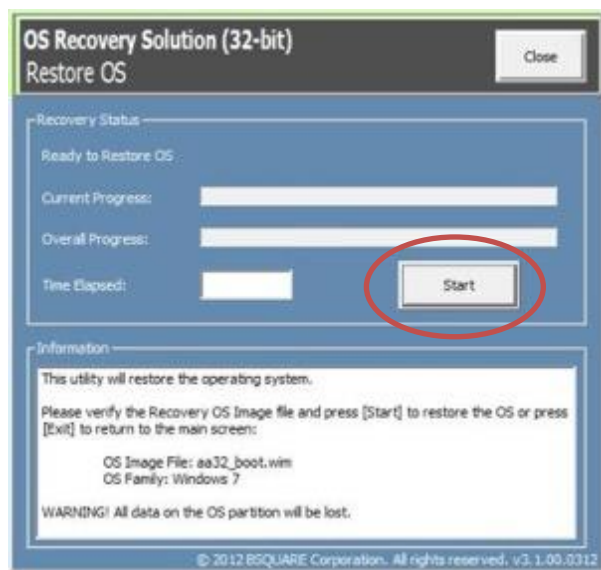 OS Recovery Solution (32-bit)
Restore OS
Close
Recovery Status
Ready to Restore OS
Current Progress:
Overall Progress:
Time Elapsed:
Start
Information
This utility will restore the operating system.
Please verify the Recovery OS Image file and press [Start] to restore the OS or press
[Exit] to return to the main screen:
OS Image File: aa32_boot.wim
OS Family: Windows 7
WARNING! All data on the OS partition will be lost.
© 2012 BSQUARE Corporation. All rights reserved. v3.1.00.0312